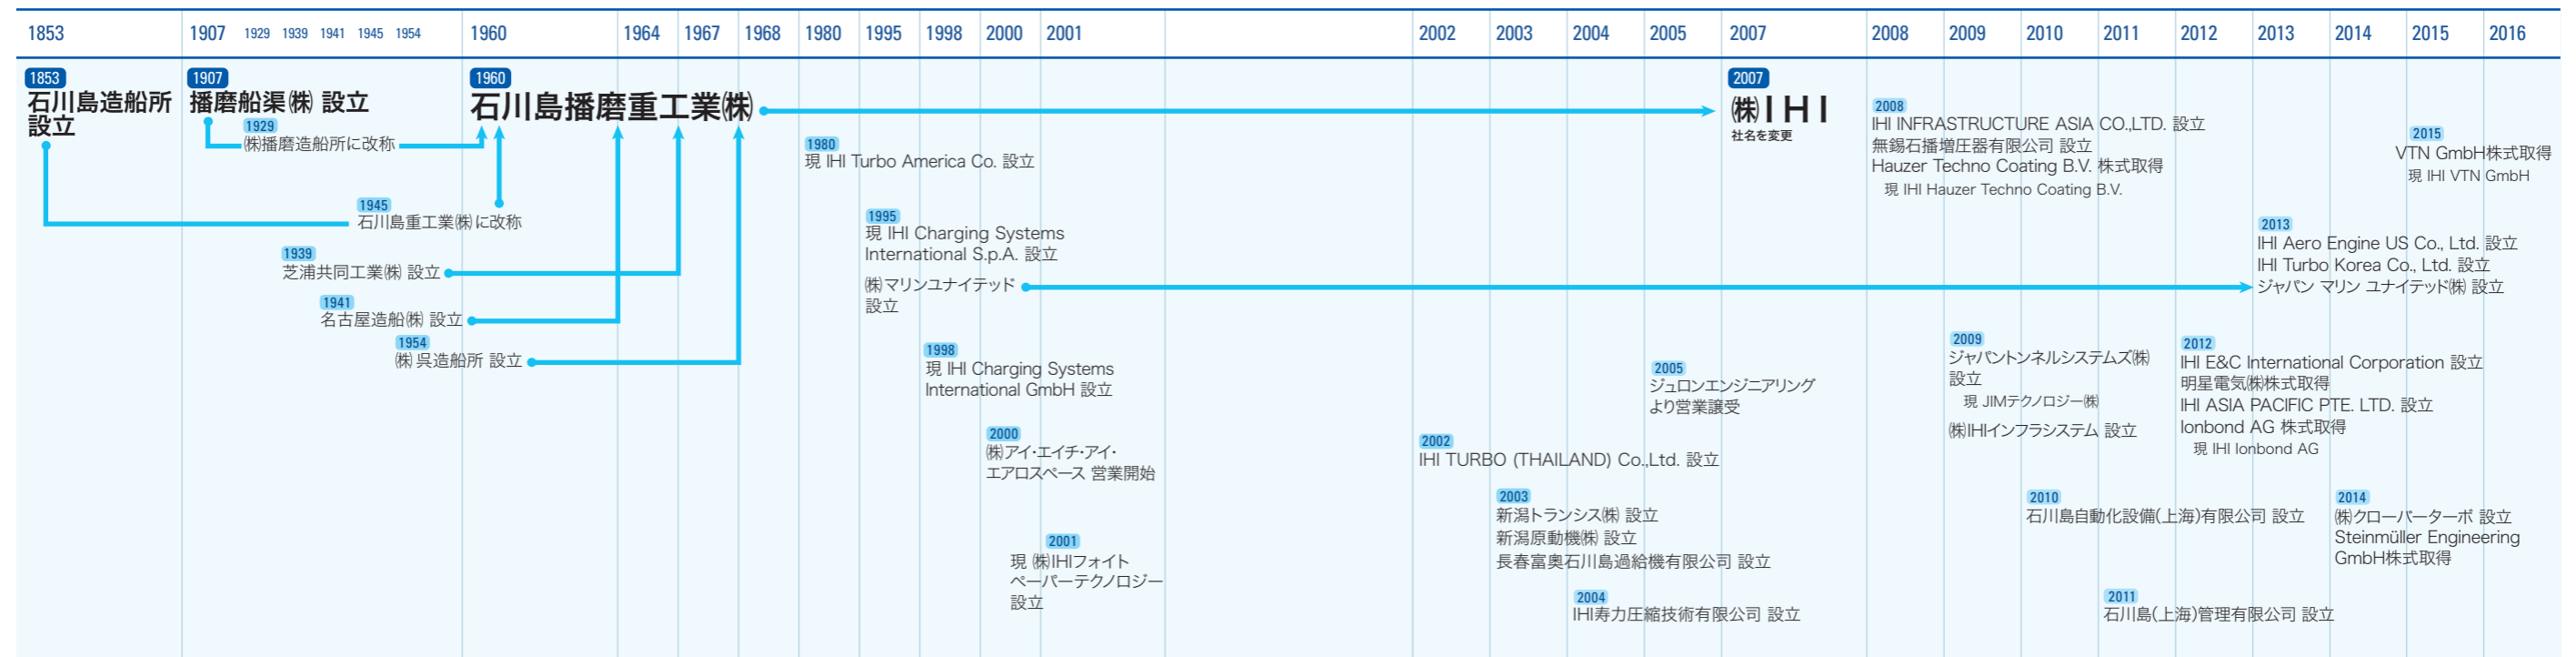 1853 1907 1929 1939 1941 1945 1954 1960 1964 1967 1968 1980 1995 1998 2000 2001 2002 2003 2004 2005 2007 2008 2009 2010 2011 2012 2013 2014 2015 2016
1853
石川島造船所
設立
1907
播磨船渠㈱ 設立
1929
㈱播磨造船所に改称
1945
石川島重工業㈱に改称
1939
芝浦共同工業㈱ 設立
1941
名古屋造船㈱ 設立
1954
㈱呉造船所 設立
1960
石川島播磨重工業㈱
1980
現 IHI Turbo America Co. 設立
1995
現 IHI Charging Systems
International S.p.A. 設立
㈱マリンユナイテッド
設立
1998
現 IHI Charging Systems
International GmbH 設立
2000
㈱アイ・エイチ・アイ・
エアロスペース 営業開始
2001
現 ㈱IHIフォイト
ペーパーテクノロジー
設立
2002
IHI TURBO (THAILAND) Co.,Ltd. 設立
2003
新潟トランシス㈱ 設立
新潟原動機㈱ 設立
長春富奥石川島過給機有限公司 設立
2004
IHI寿力圧縮技術有限公司 設立
2005
ジュロンエンジニアリング
より営業譲受
2007
㈱IHI
社名を変更
2008
IHI INFRASTRUCTURE ASIA CO.,LTD. 設立
無錫石播増圧器有限公司 設立
Hauzer Techno Coating B.V. 株式取得
現 IHI Hauzer Techno Coating B.V.
2009
ジャパントンネルシステムズ㈱
設立
現 JIMテクノロジー㈱
㈱IHIインフラシステム 設立
2010
石川島自動化設備(上海)有限公司 設立
2011
石川島(上海)管理有限公司 設立
2012
IHI E&C International Corporation 設立
明星電気㈱株式取得
IHI ASIA PACIFIC PTE. LTD. 設立
Ionbond AG 株式取得
現 IHI Ionbond AG
2013
IHI Aero Engine US Co., Ltd. 設立
IHI Turbo Korea Co., Ltd. 設立
ジャパン マリン ユナイテッド㈱ 設立
2014
㈱クローバーターボ 設立
Steinmüller Engineering
GmbH株式取得
2015
VTN GmbH株式取得
現 IHI VTN GmbH